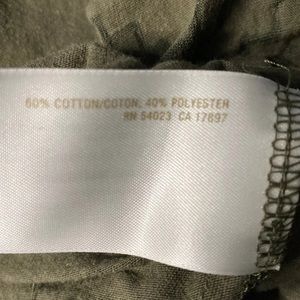 60% COTTON/COTON, 40% POLYESTER
RN 54023 CA 17897